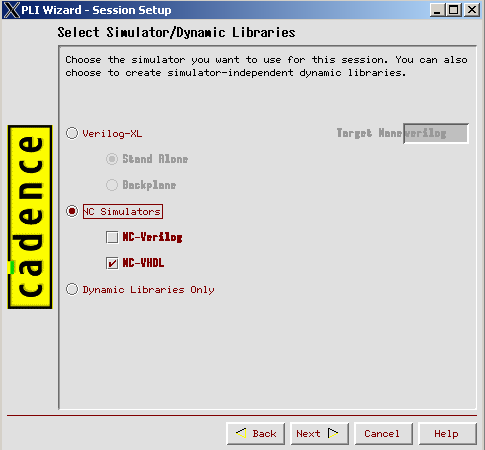 PLI Wizard - Session Setup
Select Simulator/Dynamic Libraries
Choose the simulator you want to use for this session. You can also
choose to create simulator-independent dynamic libraries.
Verilog-XL
Target Name verilog
Stand Alone
Backplane
NC Simulators
NC-Verilog
NC-VHDL
Dynamic Libraries Only
cadence
Back
Next
Cancel
Help